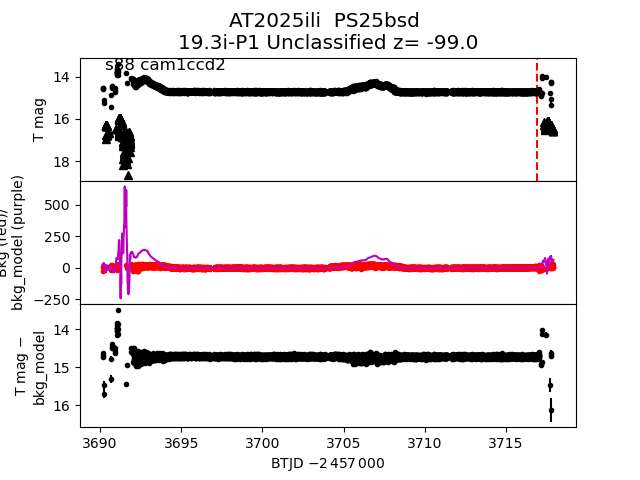 AT2025ili PS25bsd
19.3i-P1 Unclassified z= -99.0
s88 cam1ccd2
T mag
14
16
18
Bkg (red)/
bkg_model (purple)
500
250
0
−250
T mag −
bkg_model
14
15
16
3690
3695
3700
3705
3710
3715
BTJD −2 457 000